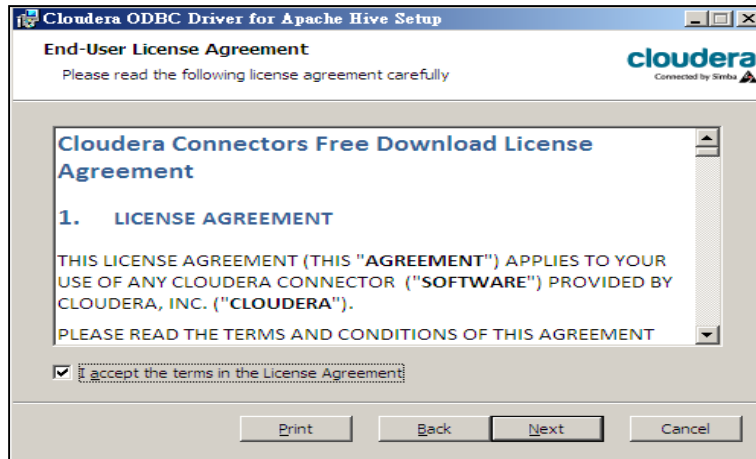 Cloudera ODBC Driver for Apache Hive Setup
End-User License Agreement
Please read the following license agreement carefully
cloudera
Connected by Simba
Cloudera Connectors Free Download License
Agreement
1. LICENSE AGREEMENT
THIS LICENSE AGREEMENT (THIS "AGREEMENT") APPLIES TO YOUR
USE OF ANY CLOUDERA CONNECTOR ("SOFTWARE") PROVIDED BY
CLOUDERA, INC. ("CLOUDERA").
PLEASE READ THE TERMS AND CONDITIONS OF THIS AGREEMENT
I accept the terms in the License Agreement
Print Back Next Cancel